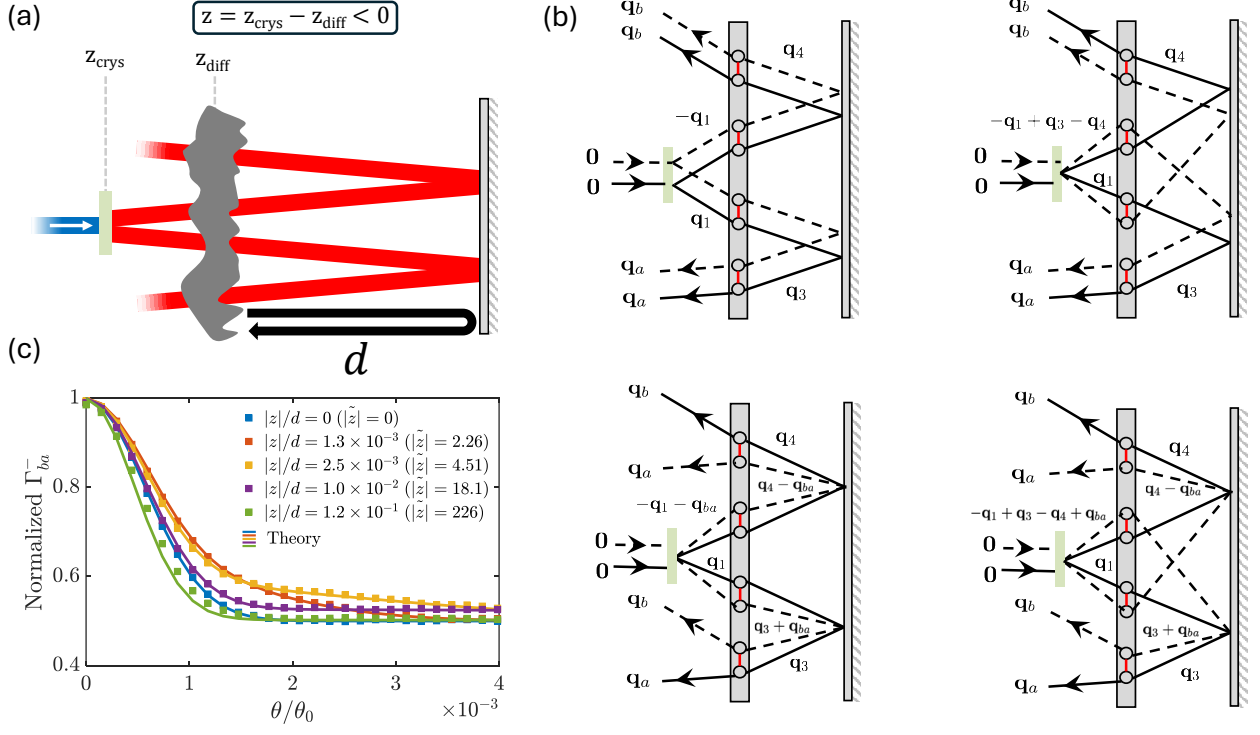 (a)
z = z_crys − z_diff < 0
z_crys
z_diff
d
(b)
q_b
q_b
q_4
−q_1
0
0
q_1
q_a
q_a
q_3
q_b
q_b
q_4
−q_1 + q_3 − q_4
0
0
q_1
q_a
q_a
q_3
q_b
q_4
q_a
q_4 − q_ba
−q_1 − q_ba
0
0
q_1
q_b
q_3 + q_ba
q_3
q_a
q_b
q_4
q_a
q_4 − q_ba
−q_1 + q_3 − q_4 + q_ba
0
0
q_1
q_b
q_3 + q_ba
q_3
q_a
(c)
Normalized Γ⁻_ba
1
0.8
0.6
0.4
|z|/d = 0 (|z̃| = 0)
|z|/d = 1.3 × 10⁻³ (|z̃| = 2.26)
|z|/d = 2.5 × 10⁻³ (|z̃| = 4.51)
|z|/d = 1.0 × 10⁻² (|z̃| = 18.1)
|z|/d = 1.2 × 10⁻¹ (|z̃| = 226)
Theory
0 1 2 3 4
θ/θ_0
×10⁻³